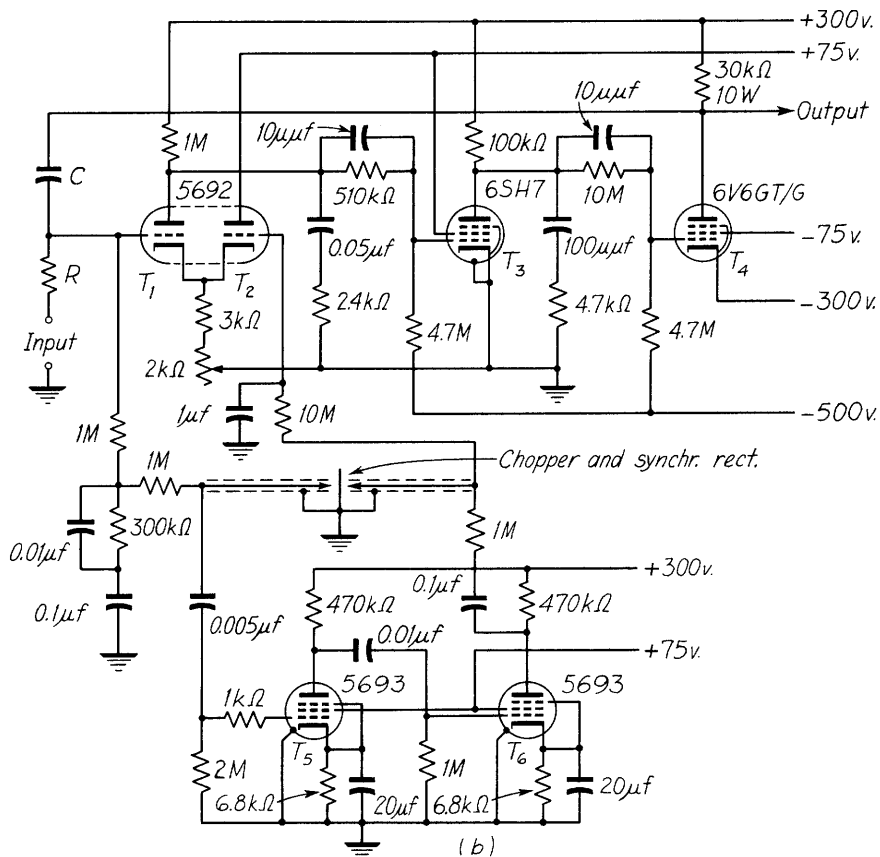 +300v.
+75v.
30kΩ
10W
10μμf
Output
10μμf
1M
100kΩ
C
5692
510kΩ
6SH7
10M
6V6GT/G
-75v.
R
T1
T2
0.05μf
T3
100μμf
T4
3kΩ
2.4kΩ
4.7kΩ
-300v.
Input
4.7M
4.7M
2kΩ
1μf
10M
-500v.
1M
1M
Chopper and synchr. rect.
0.01μf
300kΩ
1M
0.1μf
0.005μf
470kΩ
0.1μf
470kΩ
+300v.
0.01μf
+75v.
5693
5693
1kΩ
T5
T6
2M
6.8kΩ
20μf
1M
6.8kΩ
20μf
(b)